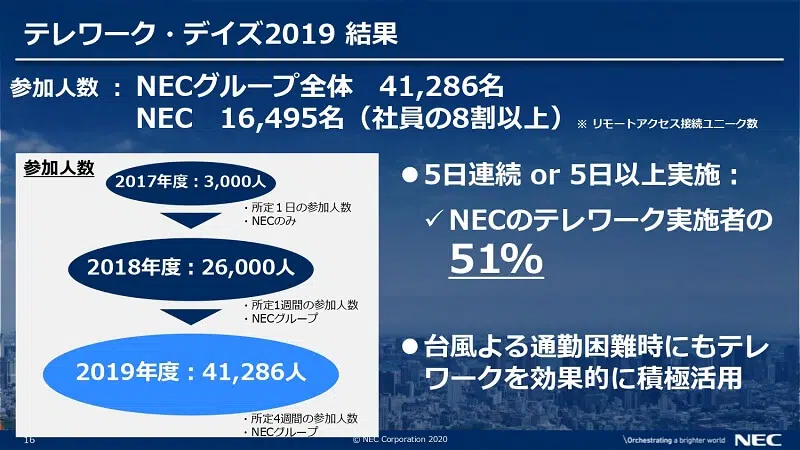 テレワーク・デイズ2019 結果
参加人数 ： NECグループ全体　41,286名
NEC　16,495名（社員の8割以上）※ リモートアクセス接続ユニーク数
参加人数
2017年度：3,000人
・所定１日の参加人数
・NECのみ
2018年度：26,000人
・所定1週間の参加人数
・NECグループ
2019年度：41,286人
・所定4週間の参加人数
・NECグループ
●5日連続 or 5日以上実施：
✓NECのテレワーク実施者の
51%
●台風よる通勤困難時にもテレ
ワークを効果的に積極活用
16
© NEC Corporation 2020
\Orchestrating a brighter world
NEC